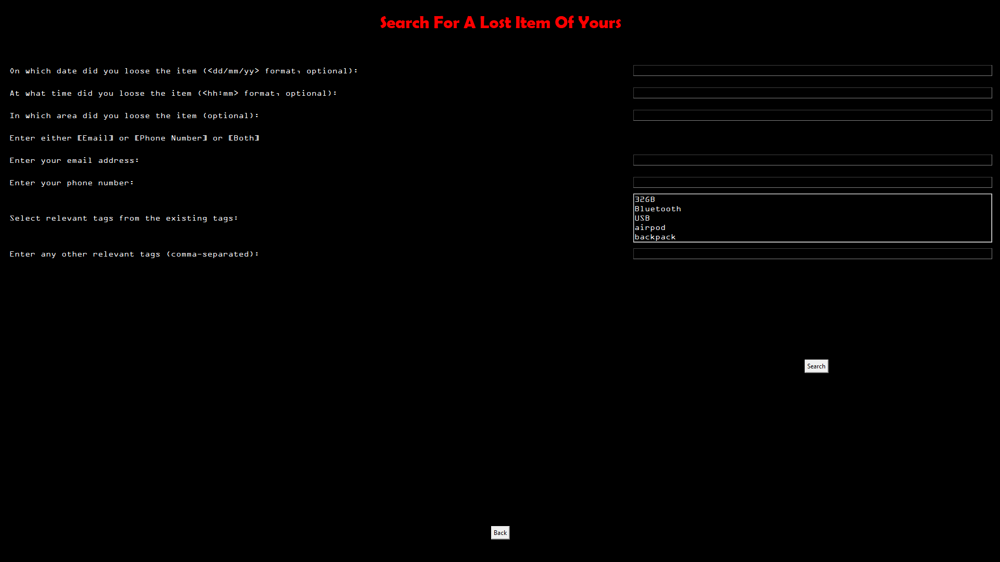 Search For A Lost Item Of Yours
On which date did you loose the item (<dd/mm/yy> format, optional):
At what time did you loose the item (<hh:mm> format, optional):
In which area did you loose the item (optional):
Enter either [Email] or [Phone Number] or [Both]
Enter your email address:
Enter your phone number:
Select relevant tags from the existing tags:
32GB
Bluetooth
USB
airpod
backpack
Enter any other relevant tags (comma-separated):
Search
Back